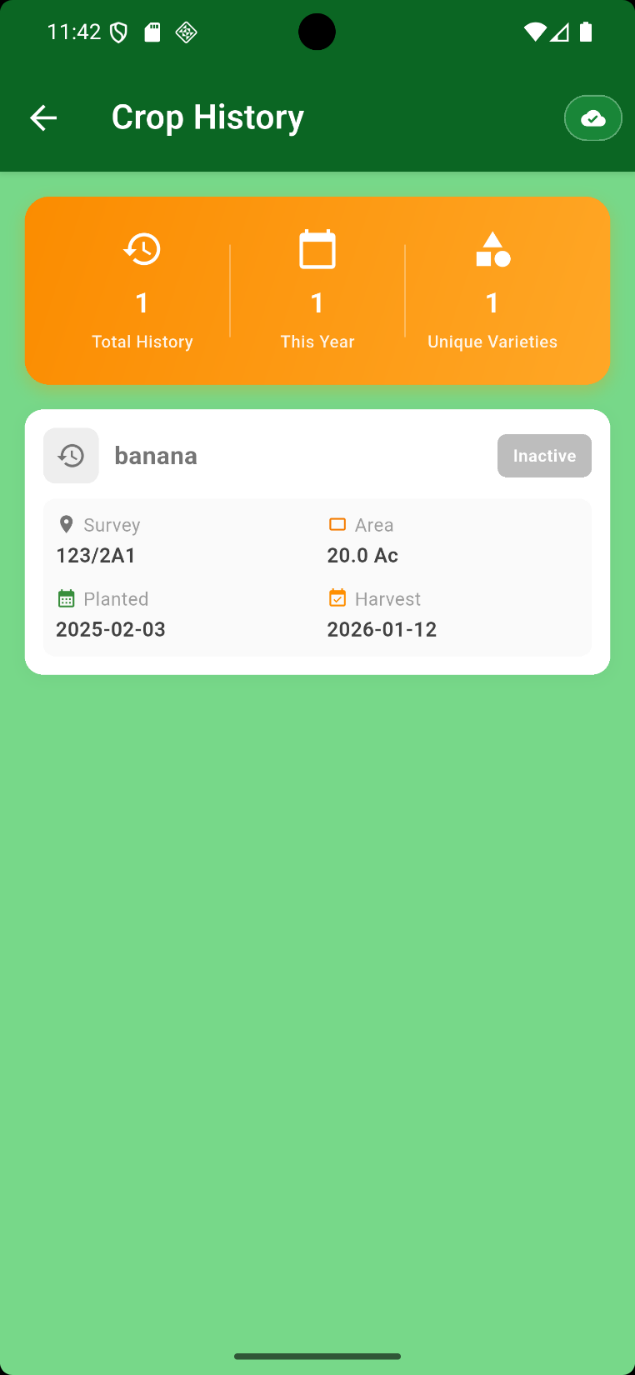 11:42
Crop History
1 1 1
Total History This Year Unique Varieties
banana Inactive
Survey Area
123/2A1 20.0 Ac
Planted Harvest
2025-02-03 2026-01-12